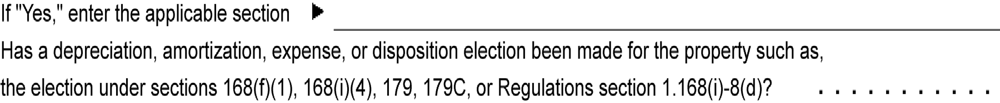 If "Yes," enter the applicable section ▶
Has a depreciation, amortization, expense, or disposition election been made for the property such as,
the election under sections 168(f)(1), 168(i)(4), 179, 179C, or Regulations section 1.168(i)-8(d)? . . . . . . . . . . .